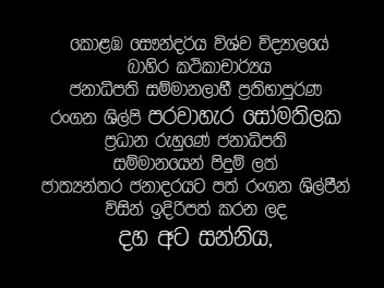 කොළඹ සෞන්දර්ය විශ්ව විද්‍යාලයේ
බාහිර කථිකාචාර්යය
ජනාධිපති සම්මානලාභී ප්‍රතිභාපූර්ණ
රංගන ශිල්පී පරවාහැර සෝමතිලක
ප්‍රධාන රුහුණේ ජනාධිපති
සම්මානයෙන් පිදුම් ලත්
ජාත්‍යන්තර ජනාදරයට පත් රංගන ශිල්පීන්
විසින් ඉදිරිපත් කරන ලද
දහ අට සන්නිය,